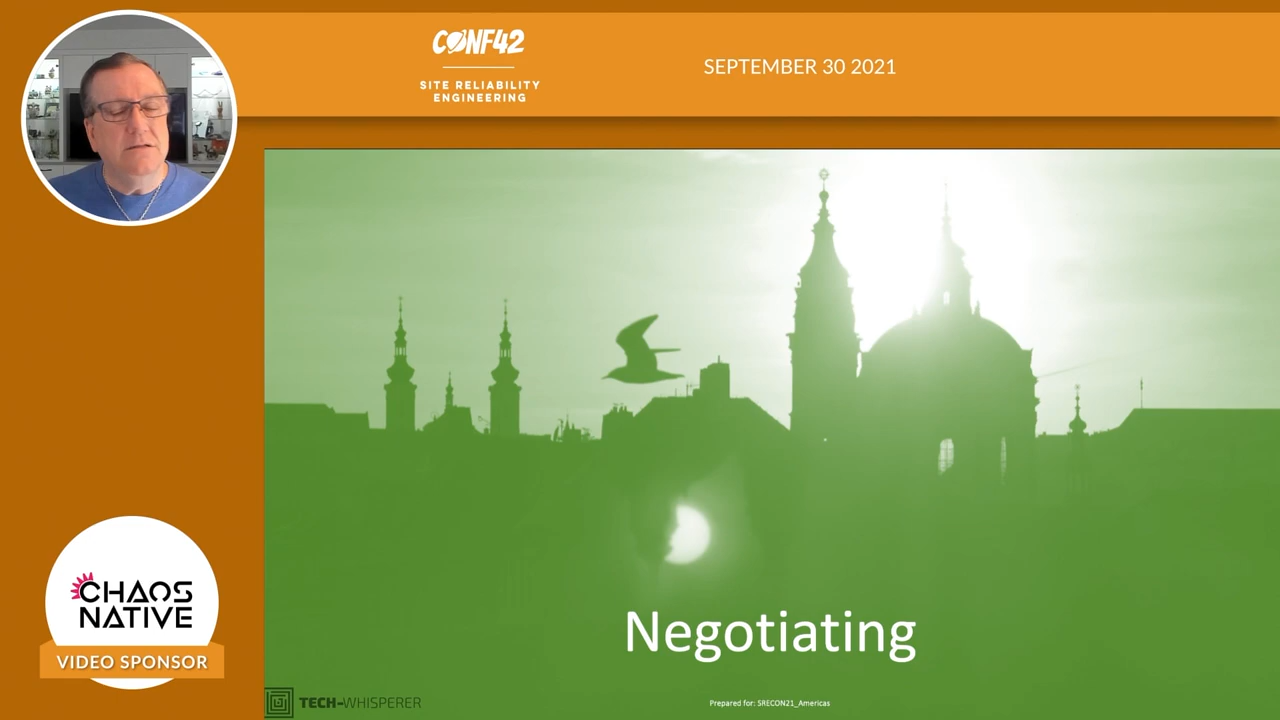 CONF42
SITE RELIABILITY
ENGINEERING
SEPTEMBER 30 2021
CHAOS
NATIVE
VIDEO SPONSOR
Negotiating
TECH-WHISPERER
Prepared for: SRECON21_Americas